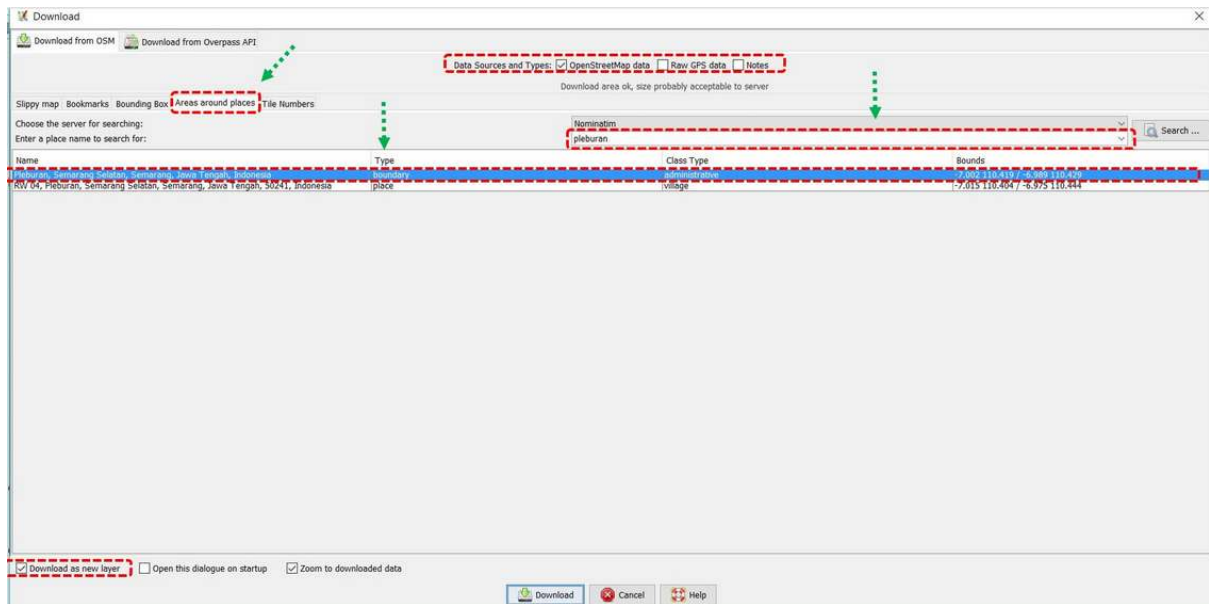 Download
Download from OSM Download from Overpass API
Data Sources and Types: OpenStreetMap data Raw GPS data Notes
Download area ok, size probably acceptable to server
Slippy map Bookmarks Bounding Box Areas around places Tile Numbers
Choose the server for searching: Nominatim
Enter a place name to search for: pleburan Search ...
Name Type Class Type Bounds
Pleburan, Semarang Selatan, Semarang, Jawa Tengah, Indonesia boundary administrative -7.002 110.419 / -6.989 110.429
RW 04, Pleburan, Semarang Selatan, Semarang, Jawa Tengah, 50241, Indonesia place village -7.015 110.404 / -6.975 110.444
Download as new layer Open this dialogue on startup Zoom to downloaded data
Download Cancel Help